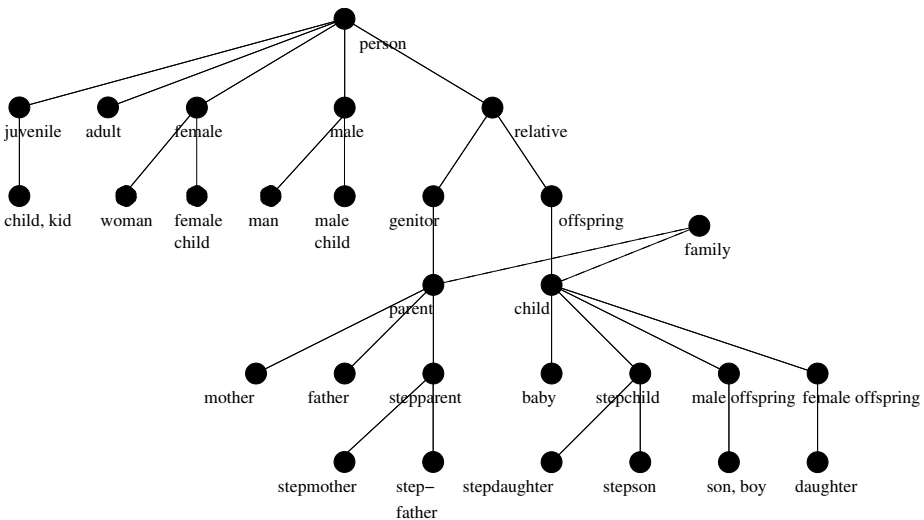 person
juvenile
adult
female
male
relative
child, kid
woman
female
child
man
male
child
genitor
offspring
family
parent
child
mother
father
stepparent
baby
stepchild
male offspring
female offspring
stepmother
step–
father
stepdaughter
stepson
son, boy
daughter